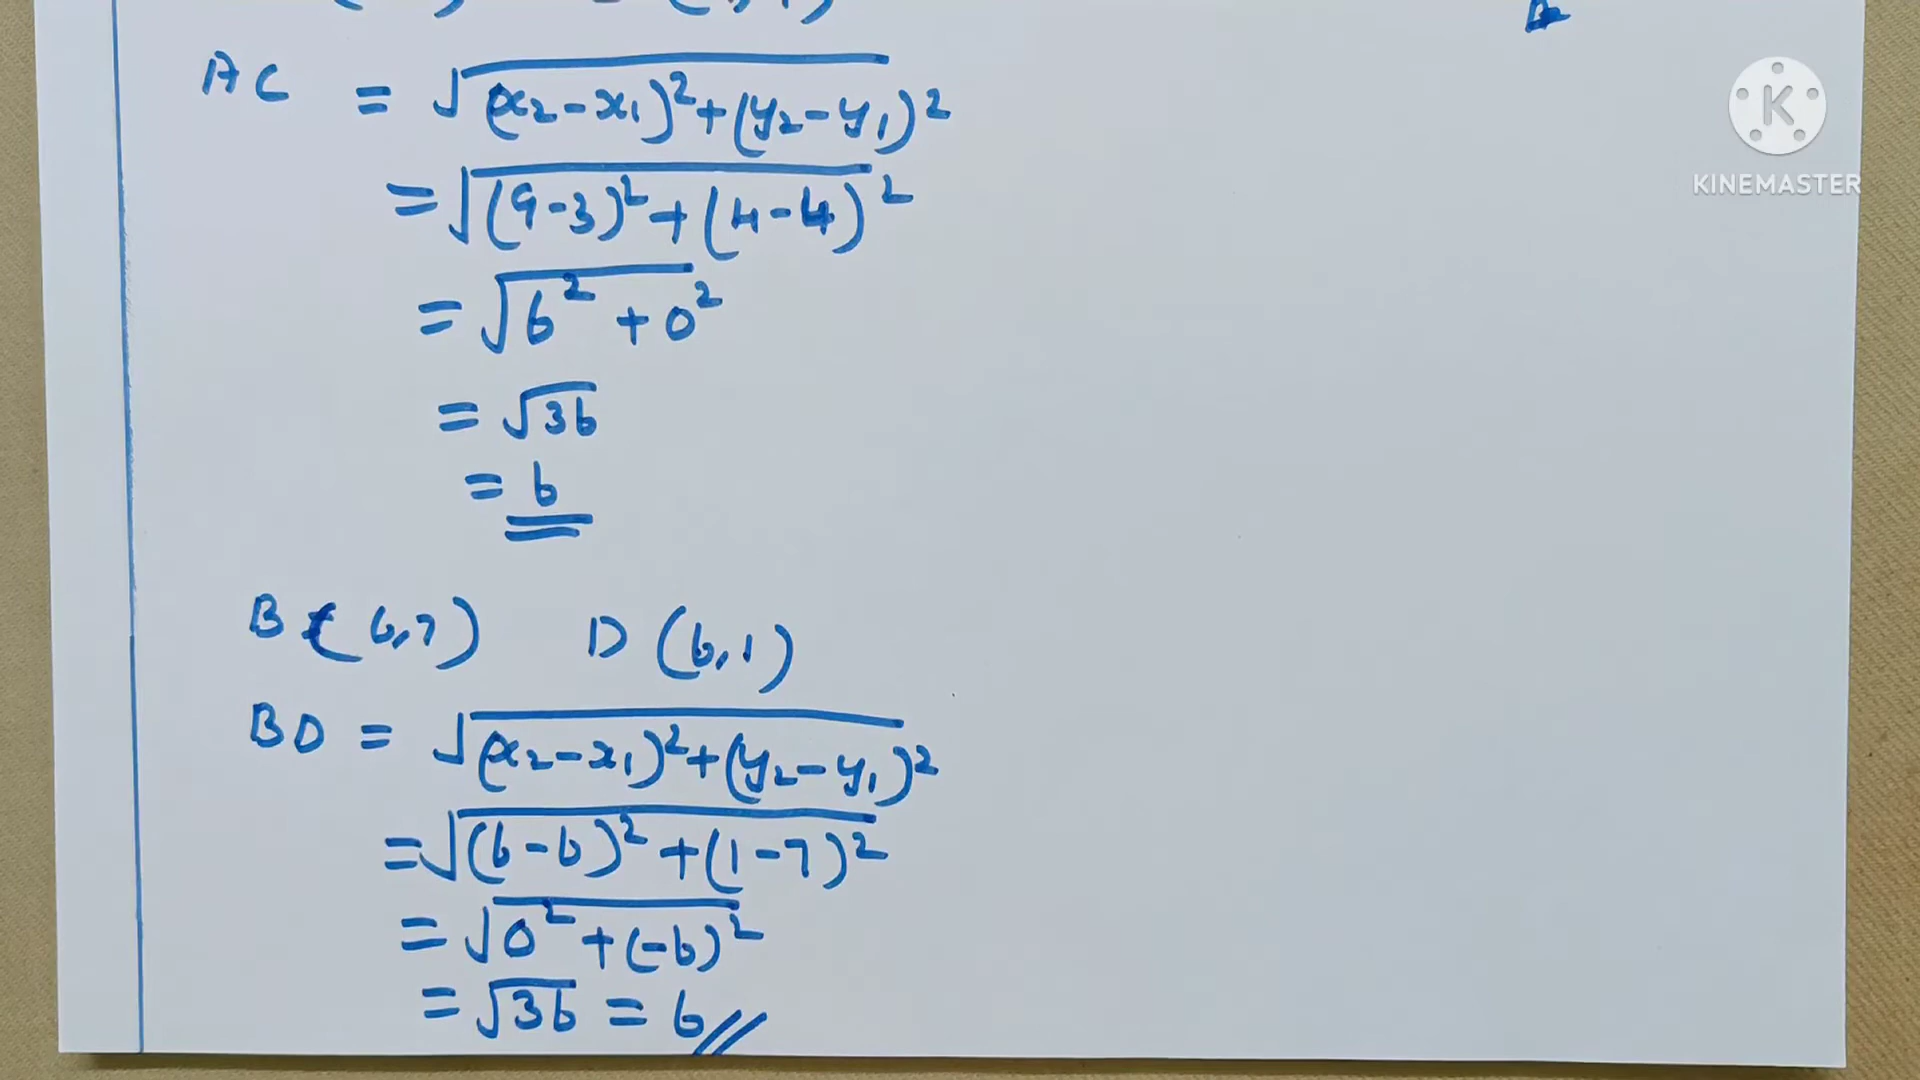 AC = √(x₂-x₁)²+(y₂-y₁)²
= √(9-3)²+(4-4)²
= √6²+0²
= √36
= 6
B (6,7) D (6,1)
BD = √(x₂-x₁)²+(y₂-y₁)²
= √(6-6)²+(1-7)²
= √0²+(-6)²
= √36 = 6
K
KINEMASTER